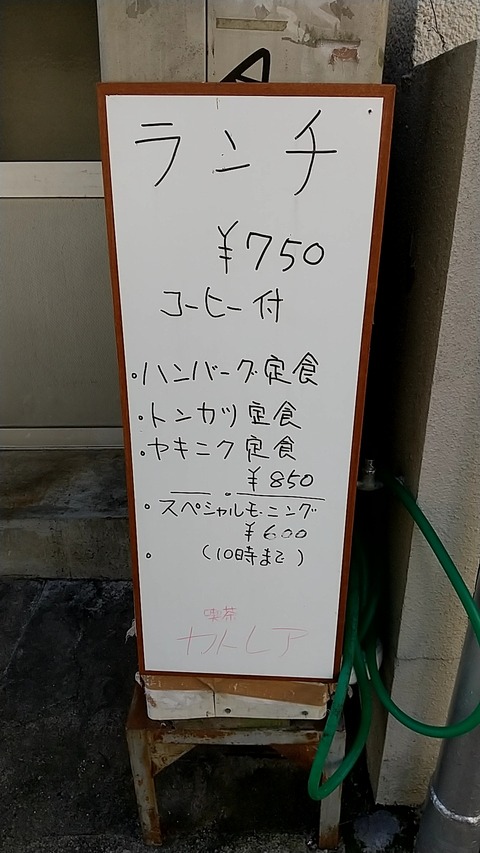 ランチ
¥750
コーヒー付
・ハンバーグ定食
・トンカツ定食
・ヤキニク定食
¥850
・スペシャルモーニング
¥600
・ (10時まで)
喫茶
カトレア